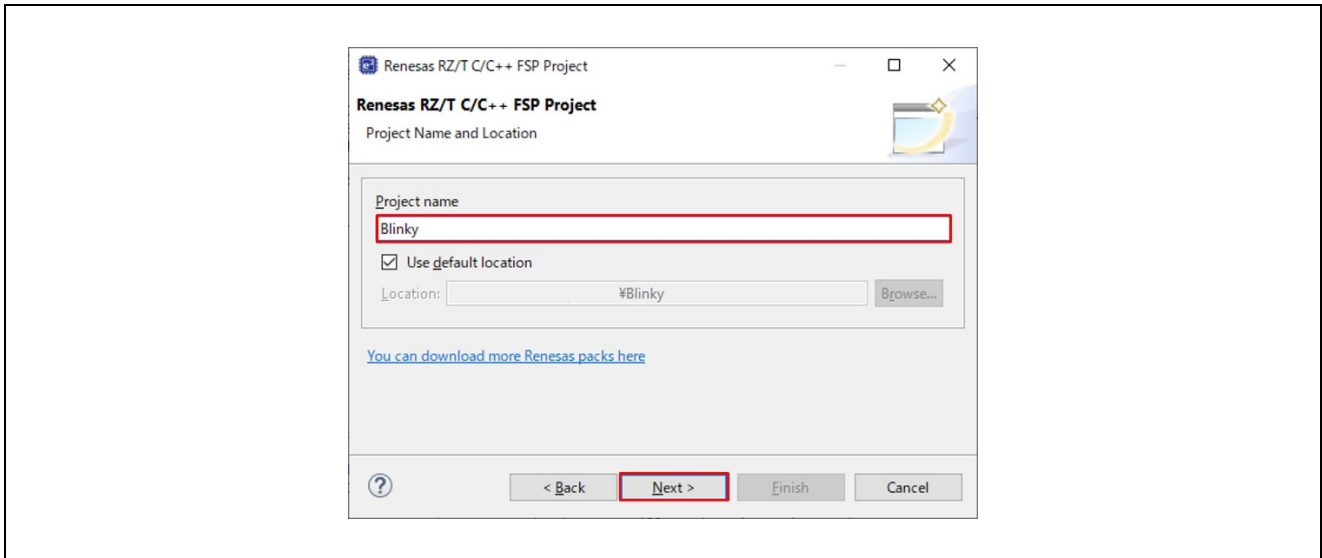 Renesas RZ/T C/C++ FSP Project
Renesas RZ/T C/C++ FSP Project
Project Name and Location
Project name
Blinky
Use default location
Location: ¥Blinky Browse...
You can download more Renesas packs here
? < Back Next > Finish Cancel